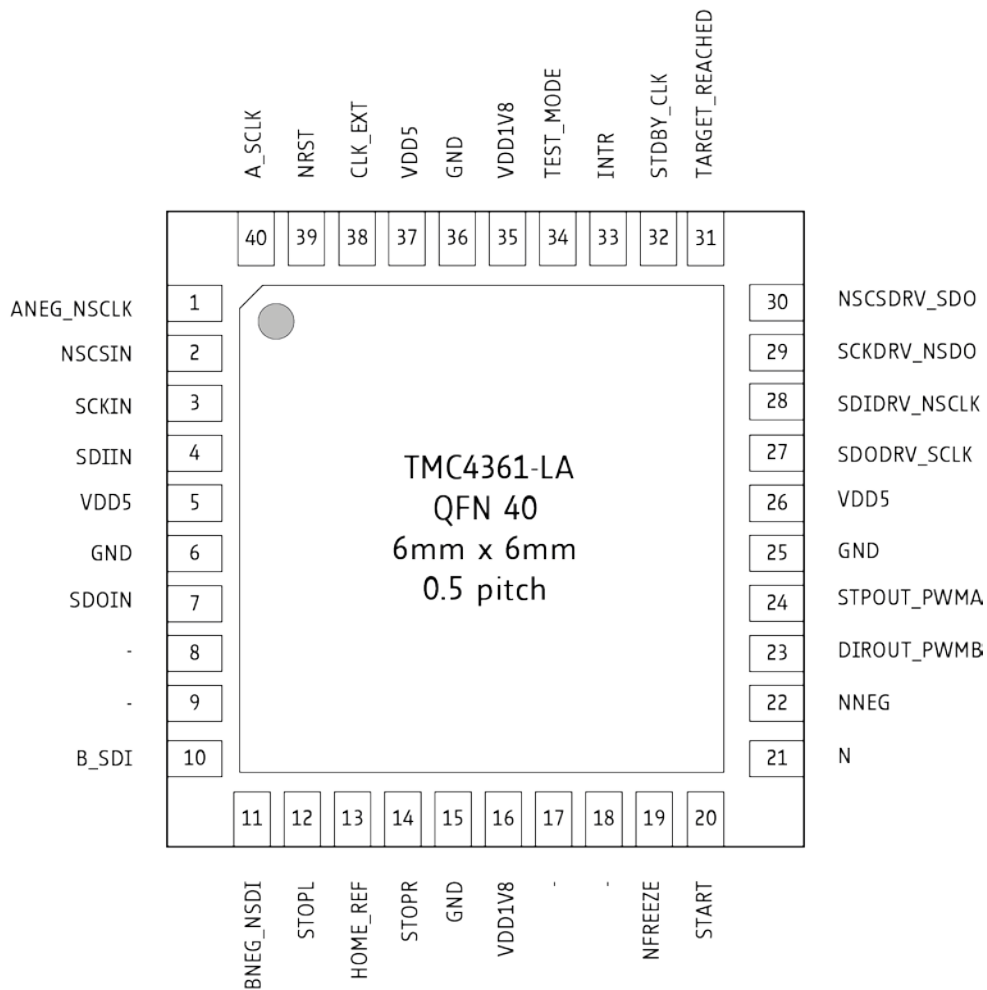 A_SCLK
NRST
CLK_EXT
VDD5
GND
VDD1V8
TEST_MODE
INTR
STDBY_CLK
TARGET_REACHED
40 39 38 37 36 35 34 33 32 31
ANEG_NSCLK 1
NSCSIN 2
SCKIN 3
SDIIN 4
VDD5 5
GND 6
SDOIN 7
- 8
- 9
B_SDI 10
TMC4361-LA
QFN 40
6mm x 6mm
0.5 pitch
30 NSCSDRV_SDO
29 SCKDRV_NSDO
28 SDIDRV_NSCLK
27 SDODRV_SCLK
26 VDD5
25 GND
24 STPOUT_PWMA
23 DIROUT_PWMB
22 NNEG
21 N
11 12 13 14 15 16 17 18 19 20
BNEG_NSDI
STOPL
HOME_REF
STOPR
GND
VDD1V8
-
-
NFREEZE
START